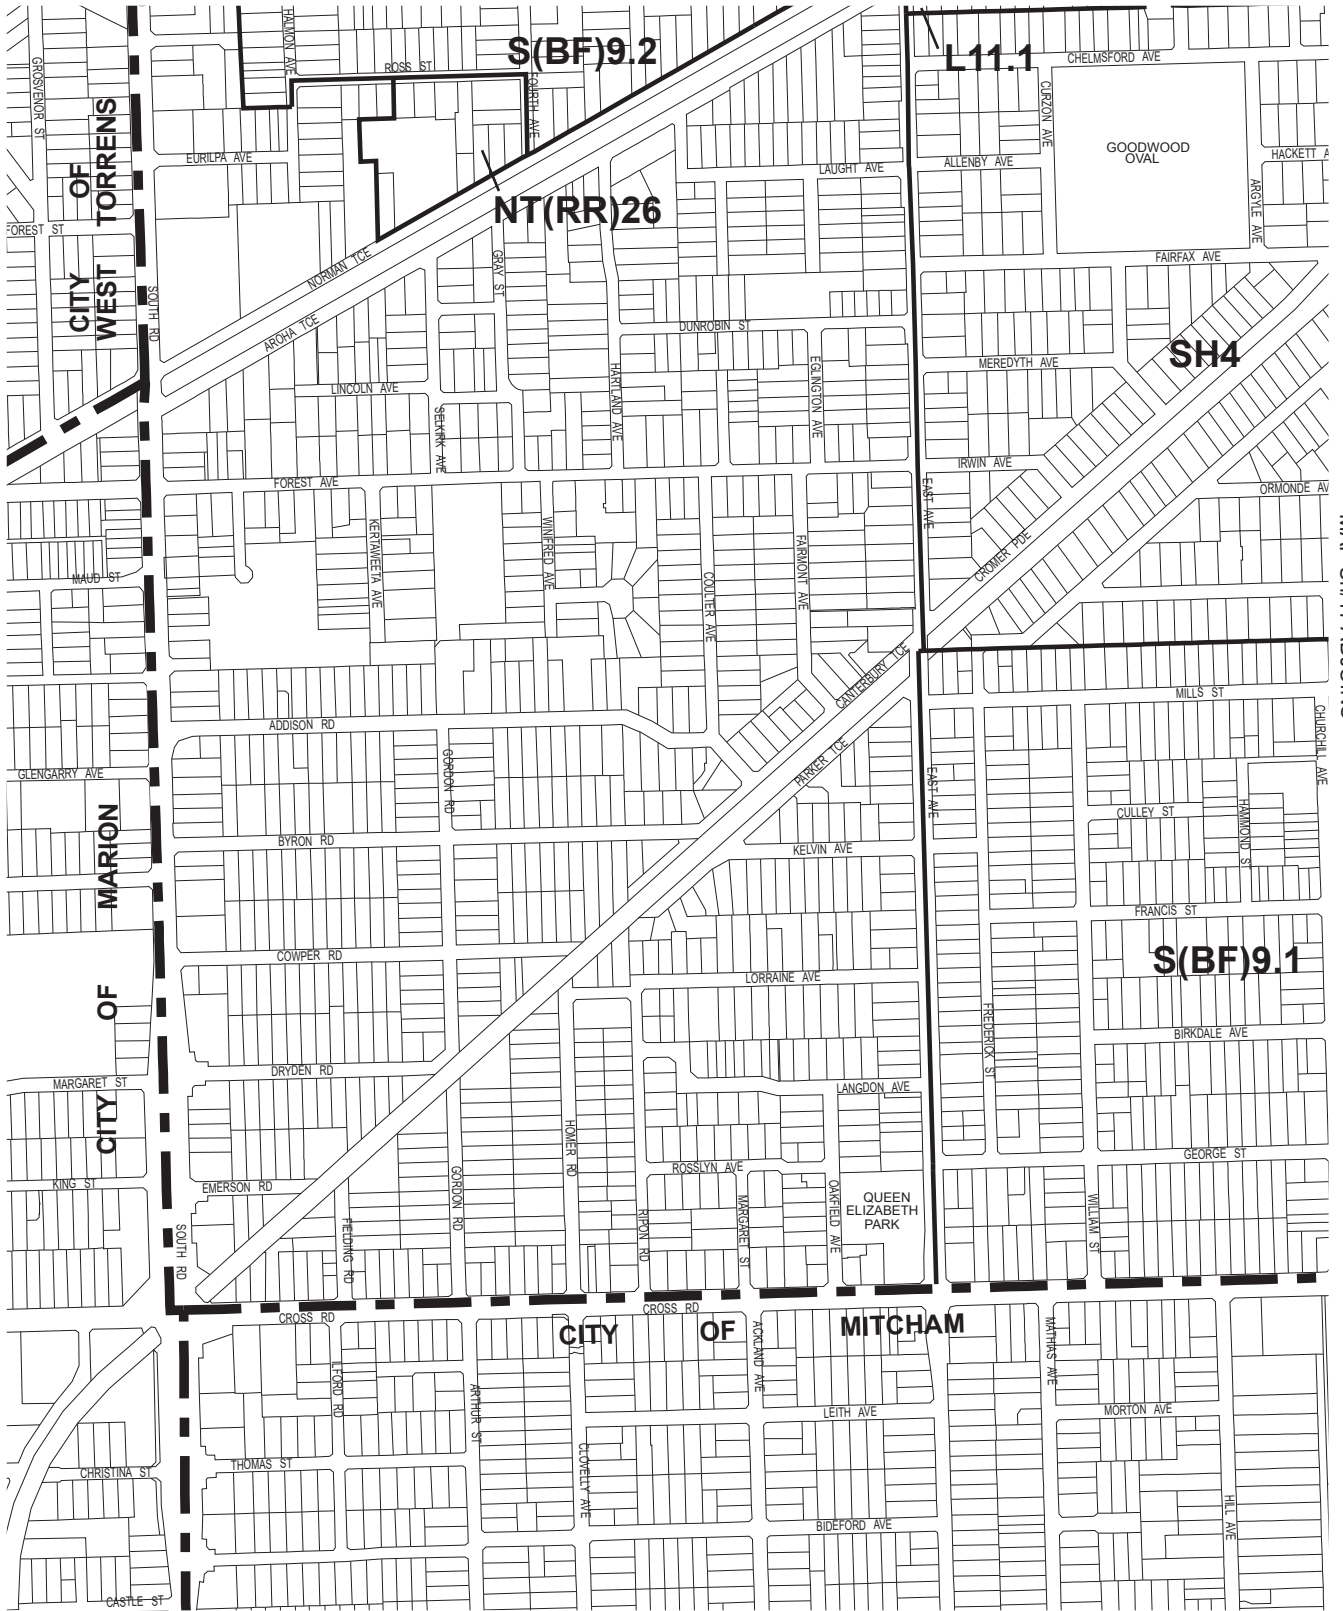 S(BF)9.2
L11.1
CHELMSFORD AVE
HALMON AVE
ROSS ST
FOURTH AVE
GROSVENOR ST
CURZON AVE
GOODWOOD
OVAL
CITY OF
WEST TORRENS
EURILPA AVE
LAUGHT AVE
ALLENBY AVE
HACKETT A
ARGYLE AVE
NT(RR)26
FOREST ST
GRAY ST
NORMAN TCE
FAIRFAX AVE
SOUTH RD
AROHA TCE
DUNROBIN ST
SH4
MEREDYTH AVE
LINCOLN AVE
HARTLAND AVE
EGLINGTON AVE
SELKIRK AVE
IRWIN AVE
FOREST AVE
EAST AVE
ORMONDE AV
KERTAWEETA AVE
WINIFRED AVE
COULTER AVE
FAIRMONT AVE
CROMER PDE
MAUD ST
CANTERBURY TCE
MILLS ST
ADDISON RD
CHURCHILL AVE
GLENGARRY AVE
GORDON RD
PARKER TCE
EAST AVE
CULLEY ST
HAMMOND ST
BYRON RD
KELVIN AVE
CITY OF MARION
FRANCIS ST
COWPER RD
S(BF)9.1
LORRAINE AVE
FREDERICK ST
BIRKDALE AVE
DRYDEN RD
MARGARET ST
LANGDON AVE
HOMER RD
GEORGE ST
ROSSLYN AVE
KING ST
EMERSON RD
GORDON RD
OAKFIELD AVE
QUEEN
ELIZABETH
PARK
MARGARET ST
WILLIAM ST
SOUTH RD
FIELDING RD
RIPON RD
CROSS RD
CROSS RD
CITY OF MITCHAM
ACKLAND AVE
MATHIAS AVE
ILFORD RD
ARTHUR ST
LEITH AVE
MORTON AVE
CLOVELLY AVE
THOMAS ST
CHRISTINA ST
HILL AVE
BIDEFORD AVE
CASTLE ST